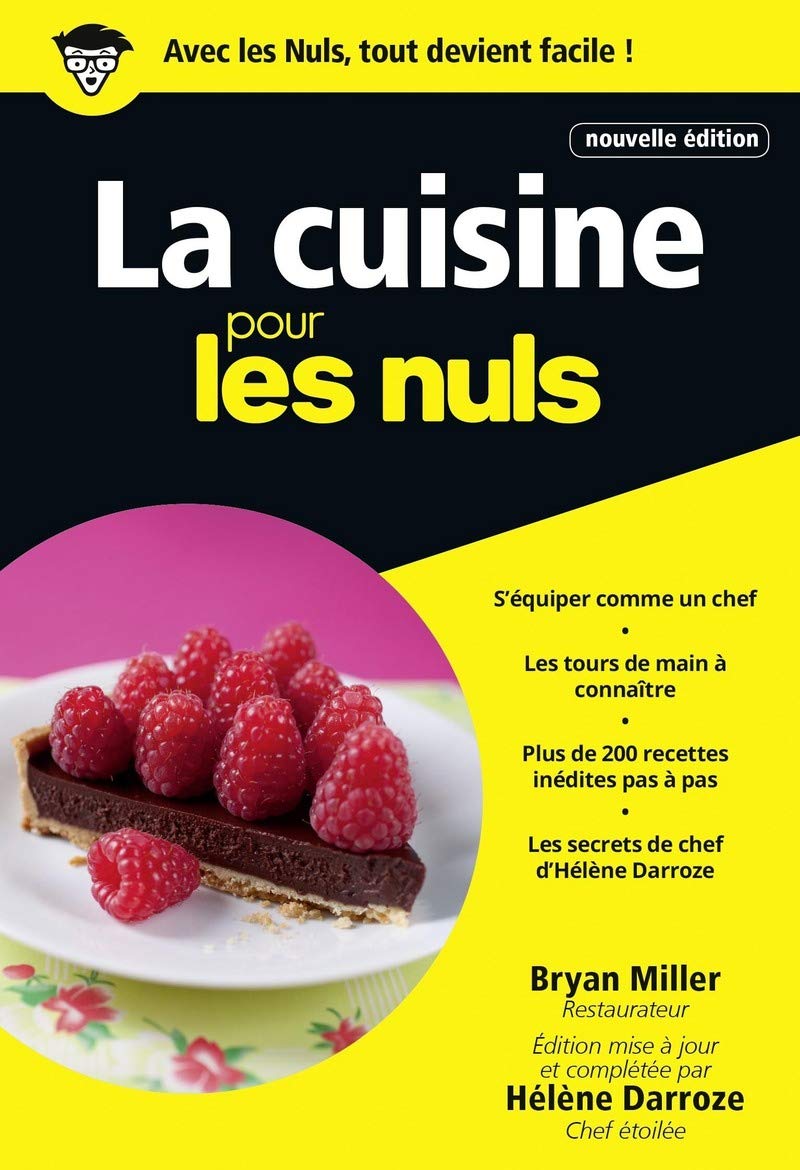 Avec les Nuls, tout devient facile !
nouvelle édition
La cuisine
pour
les nuls
S'équiper comme un chef
•
Les tours de main à
connaître
•
Plus de 200 recettes
inédites pas à pas
•
Les secrets de chef
d'Hélène Darroze
Bryan Miller
Restaurateur
Édition mise à jour
et complétée par
Hélène Darroze
Chef étoilée